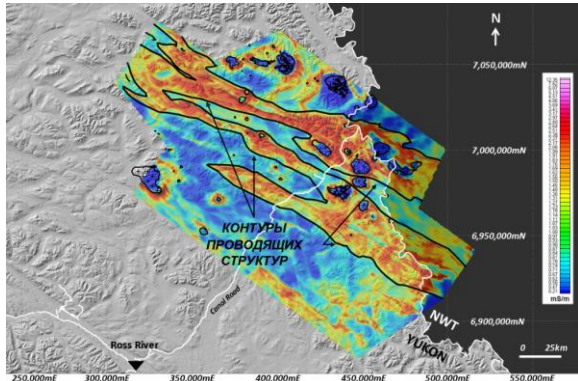 N
7,050,000mN
7,000,000mN
КОНТУРЫ
ПРОВОДЯЩИХ
СТРУКТУР
6,950,000mN
mS/m
Canol Road
NWT
YUKON
6,900,000mN
Ross River
0 25km
250,000mE 300,000mE 350,000mE 400,000mE 450,000mE 500,000mE 550,000mE